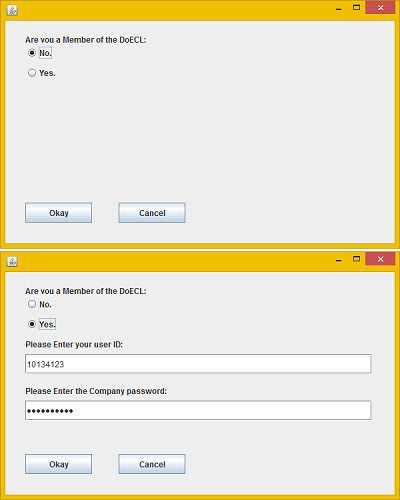 Are you a Member of the DoECL:
No.
Yes.
Okay Cancel
Are you a Member of the DoECL:
No.
Yes.
Please Enter your user ID:
10134123
Please Enter the Company password:
••••••••••
Okay Cancel